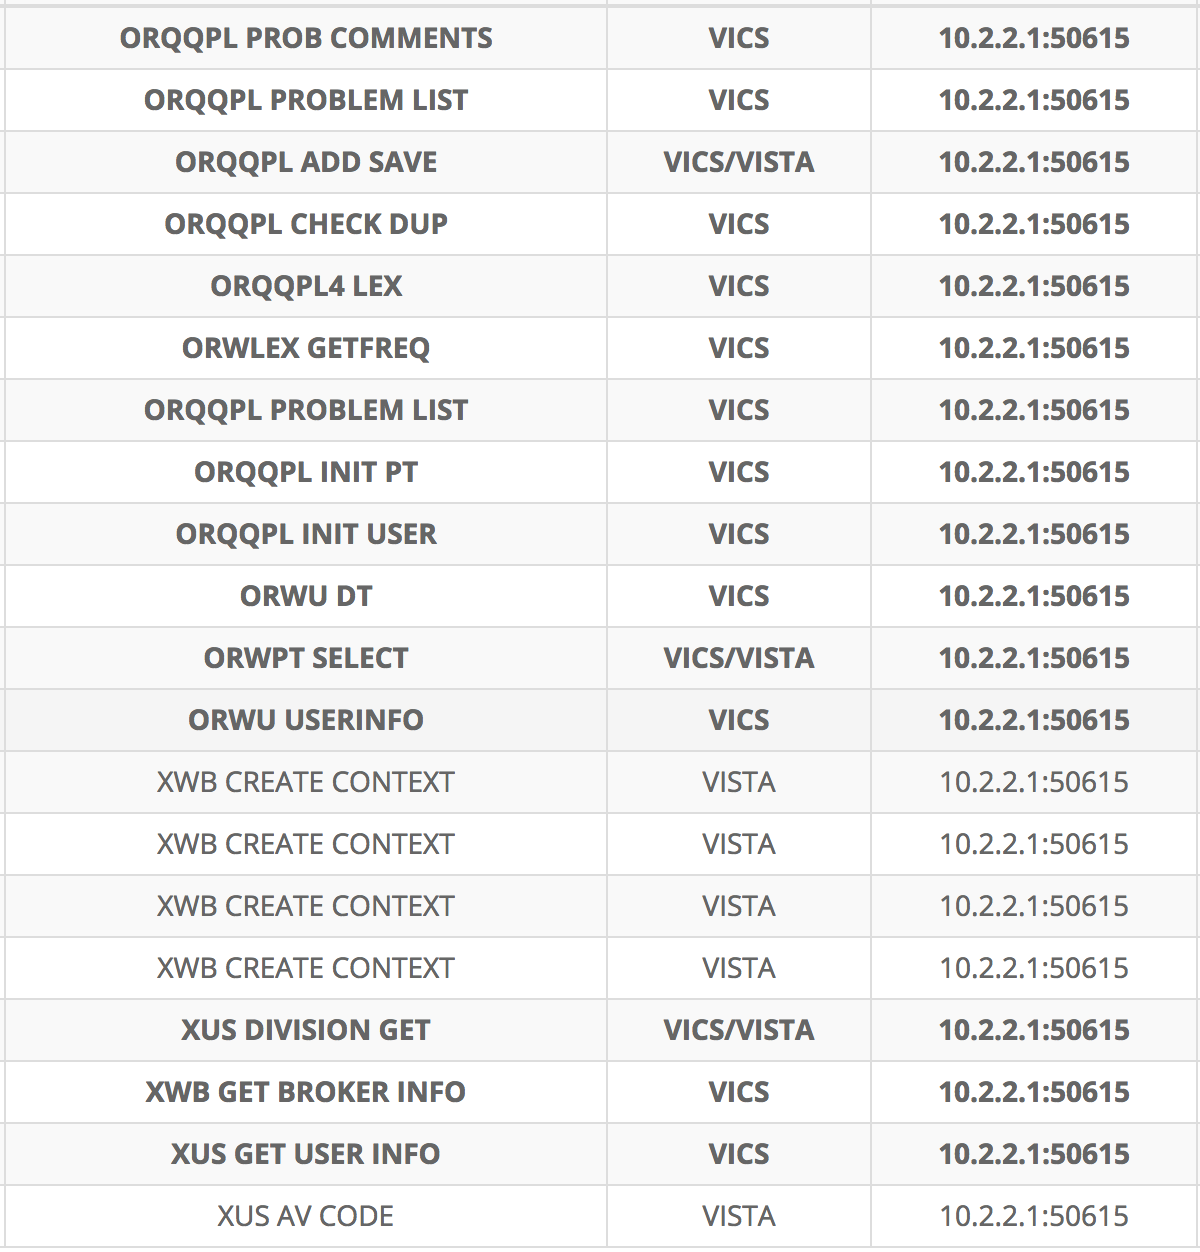 ORQQPL PROB COMMENTS VICS 10.2.2.1:50615
ORQQPL PROBLEM LIST VICS 10.2.2.1:50615
ORQQPL ADD SAVE VICS/VISTA 10.2.2.1:50615
ORQQPL CHECK DUP VICS 10.2.2.1:50615
ORQQPL4 LEX VICS 10.2.2.1:50615
ORWLEX GETFREQ VICS 10.2.2.1:50615
ORQQPL PROBLEM LIST VICS 10.2.2.1:50615
ORQQPL INIT PT VICS 10.2.2.1:50615
ORQQPL INIT USER VICS 10.2.2.1:50615
ORWU DT VICS 10.2.2.1:50615
ORWPT SELECT VICS/VISTA 10.2.2.1:50615
ORWU USERINFO VICS 10.2.2.1:50615
XWB CREATE CONTEXT VISTA 10.2.2.1:50615
XWB CREATE CONTEXT VISTA 10.2.2.1:50615
XWB CREATE CONTEXT VISTA 10.2.2.1:50615
XWB CREATE CONTEXT VISTA 10.2.2.1:50615
XUS DIVISION GET VICS/VISTA 10.2.2.1:50615
XWB GET BROKER INFO VICS 10.2.2.1:50615
XUS GET USER INFO VICS 10.2.2.1:50615
XUS AV CODE VISTA 10.2.2.1:50615